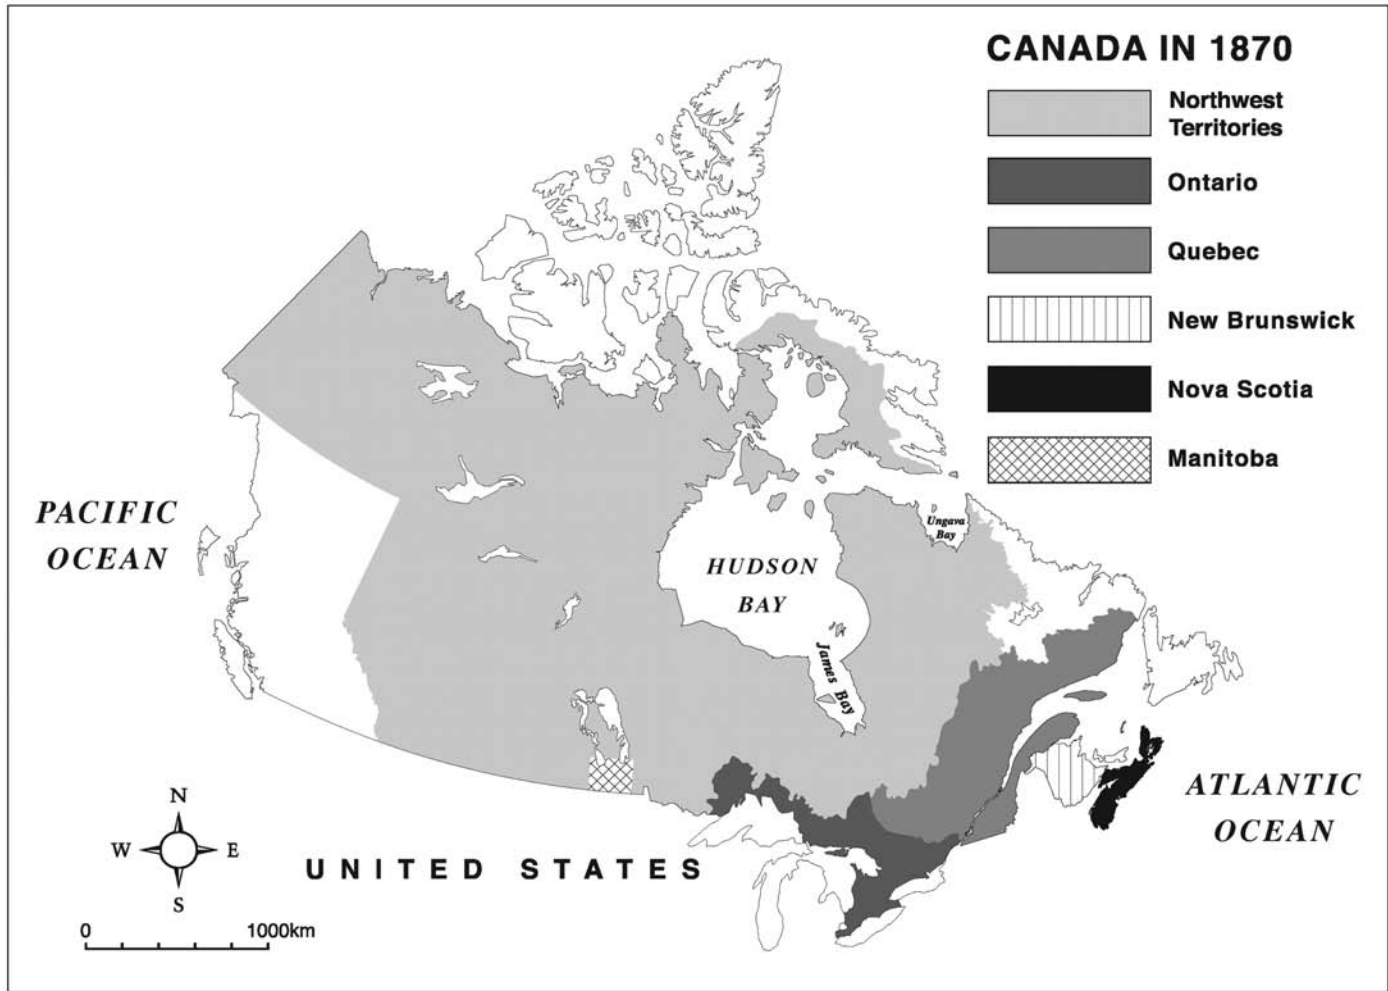 CANADA IN 1870
Northwest
Territories
Ontario
Quebec
New Brunswick
Nova Scotia
Manitoba
PACIFIC
OCEAN
HUDSON
BAY
Ungava
Bay
James Bay
ATLANTIC
OCEAN
UNITED STATES
N
W E
S
0 1000km